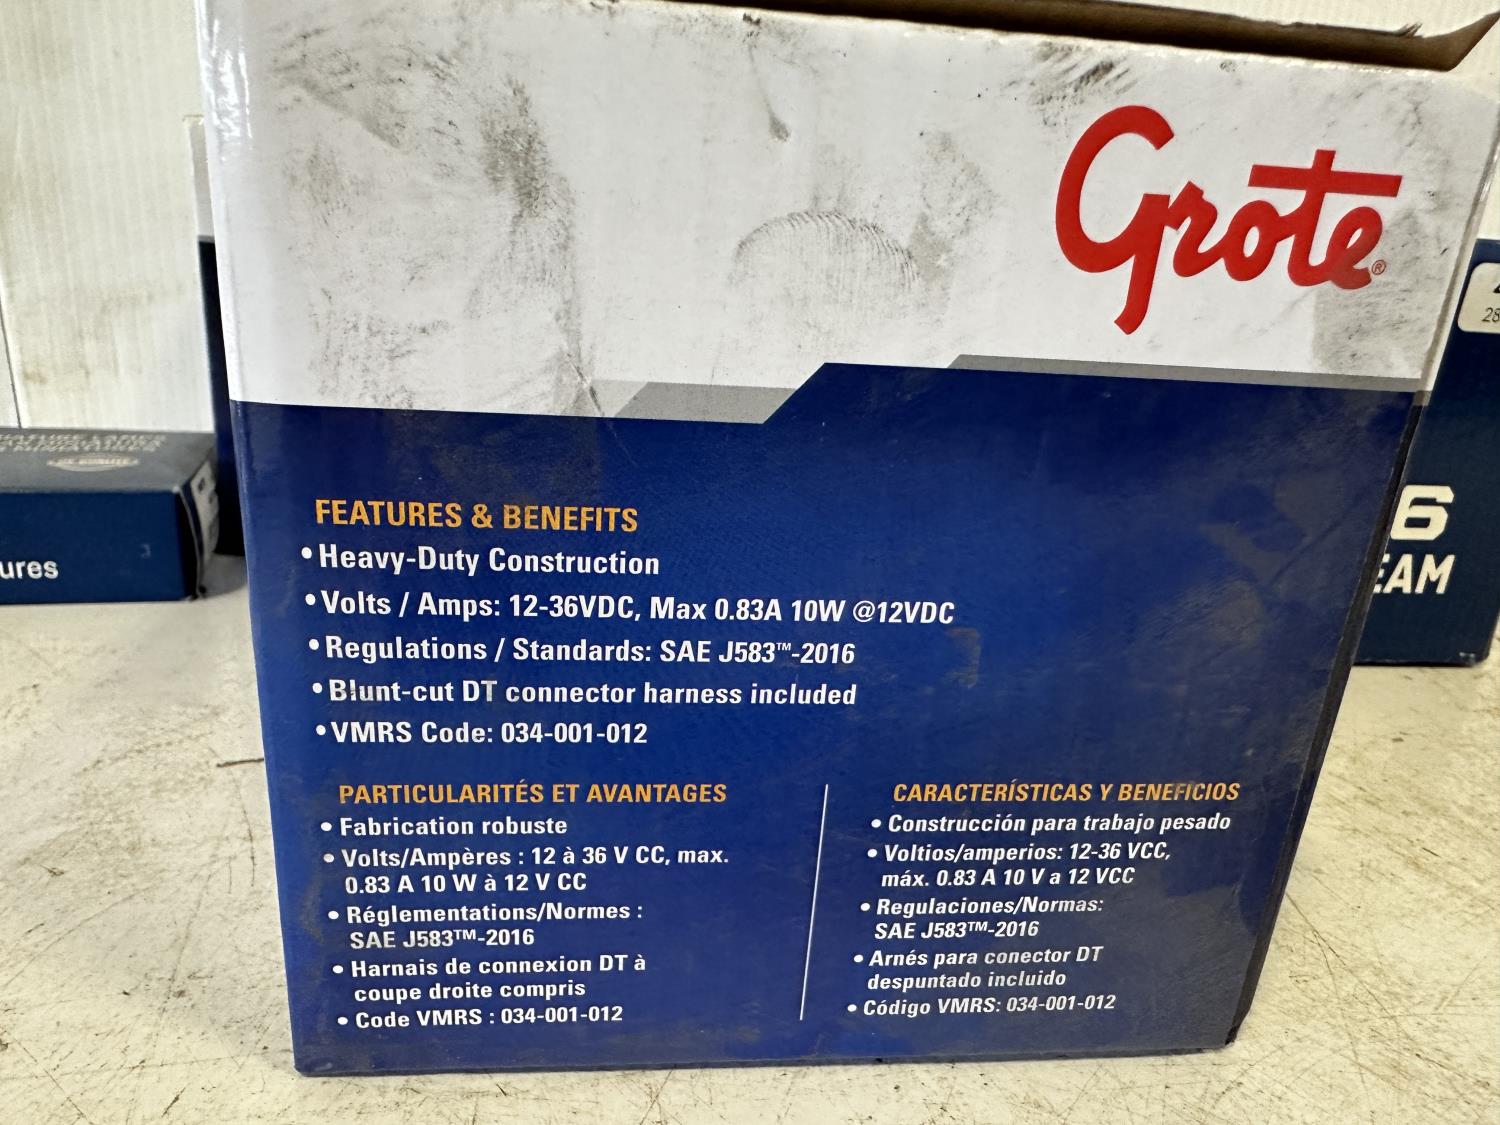 Grote®
FEATURES & BENEFITS
• Heavy-Duty Construction
• Volts / Amps: 12-36VDC, Max 0.83A 10W @12VDC
• Regulations / Standards: SAE J583™-2016
• Blunt-cut DT connector harness included
• VMRS Code: 034-001-012
PARTICULARITÉS ET AVANTAGES
• Fabrication robuste
• Volts/Ampères : 12 à 36 V CC, max.
0.83 A 10 W à 12 V CC
• Réglementations/Normes :
SAE J583™-2016
• Harnais de connexion DT à
coupe droite compris
• Code VMRS : 034-001-012
CARACTERÍSTICAS Y BENEFICIOS
• Construcción para trabajo pesado
• Voltios/amperios: 12-36 VCC,
máx. 0.83 A 10 V a 12 VCC
• Regulaciones/Normas:
SAE J583™-2016
• Arnés para conector DT
despuntado incluido
• Código VMRS: 034-001-012
ures
28
6
EAM